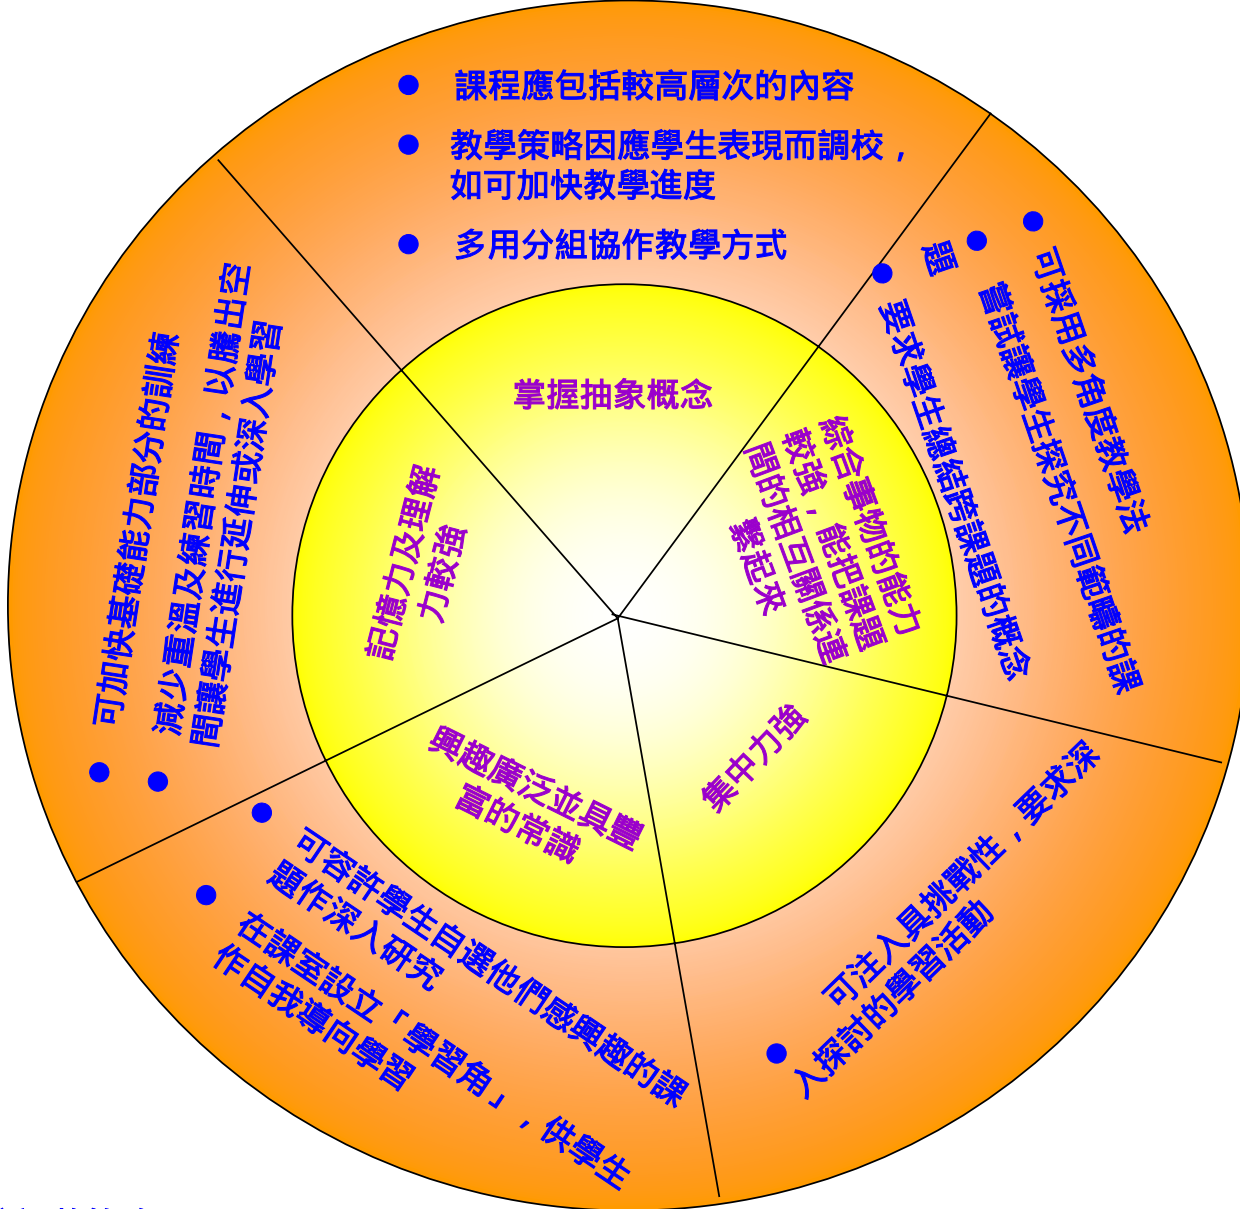 課程應包括較高層次的內容
教學策略因應學生表現而調校，
如可加快教學進度
多用分組協作教學方式
掌握抽象概念
可採用多角度教學法
嘗試讓學生探究不同範疇的課
題
要求學生總結跨課題的概念
綜合事物的能力
較強，能把課題
間的相互關係連
繫起來
可注入具挑戰性，要求深
入探討的學習活動
集中力強
興趣廣泛並具豐
富的常識
可容許學生自選他們感興趣的課
題作深入研究
在課室設立「學習角」，供學生
作自我導向學習
記憶力及理解
力較強
可加快基礎能力部分的訓練
減少重溫及練習時間，以騰出空
間讓學生進行延伸或深入學習